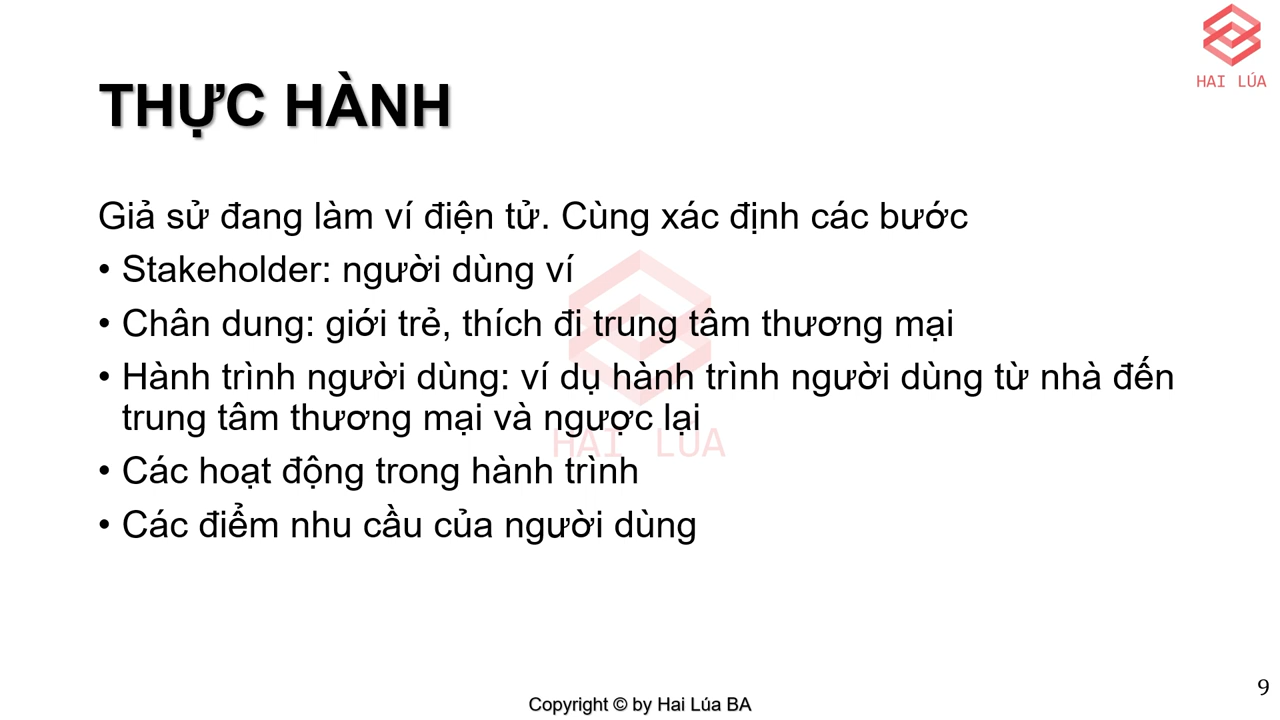 HAI LÚA
THỰC HÀNH
Giả sử đang làm ví điện tử. Cùng xác định các bước
• Stakeholder: người dùng ví
• Chân dung: giới trẻ, thích đi trung tâm thương mại
• Hành trình người dùng: ví dụ hành trình người dùng từ nhà đến
trung tâm thương mại và ngược lại
HAI LÚA
• Các hoạt động trong hành trình
• Các điểm nhu cầu của người dùng
Copyright © by Hai Lúa BA
9